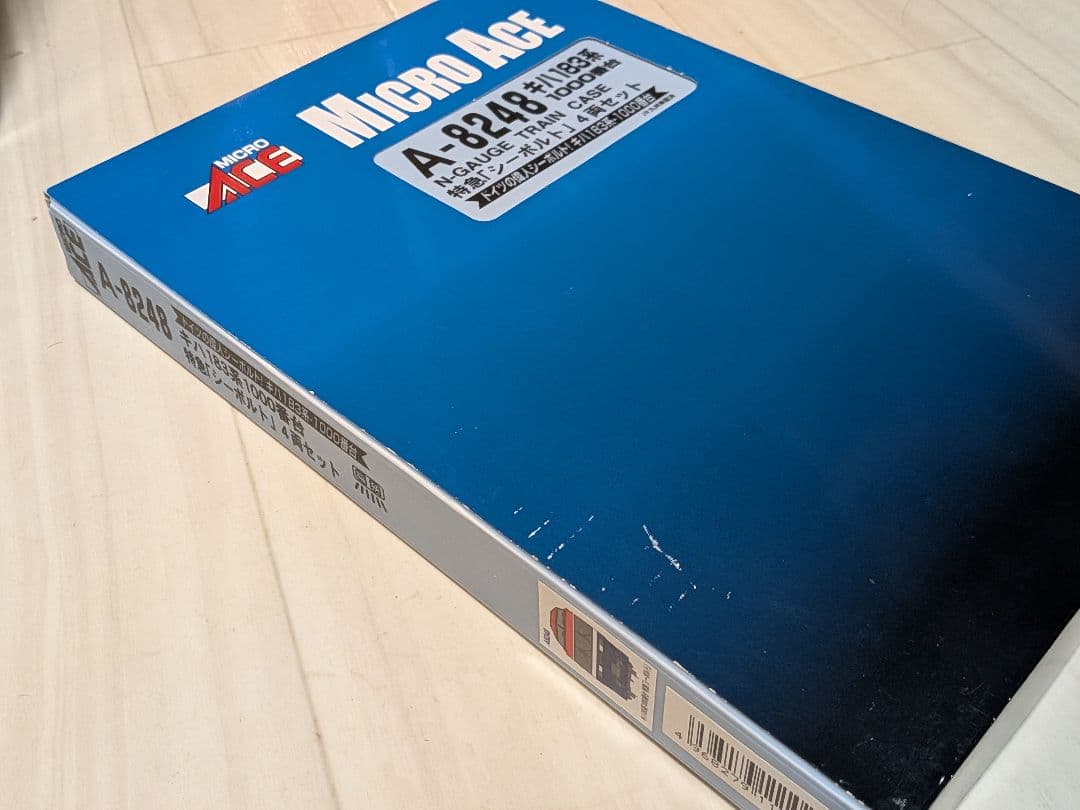 MICRO ACE
MICRO
ACE
A-8248 キハ183系
1000番台
N-GAUGE TRAIN CASE
特急「シーボルト」4両セット
ドイツの偉人シーボルト! キハ183系-1000番台
ACE
A-8248
ドイツの偉人シーボルト! キハ183系-1000番台
キハ183系1000番台
特急「シーボルト」4両セット